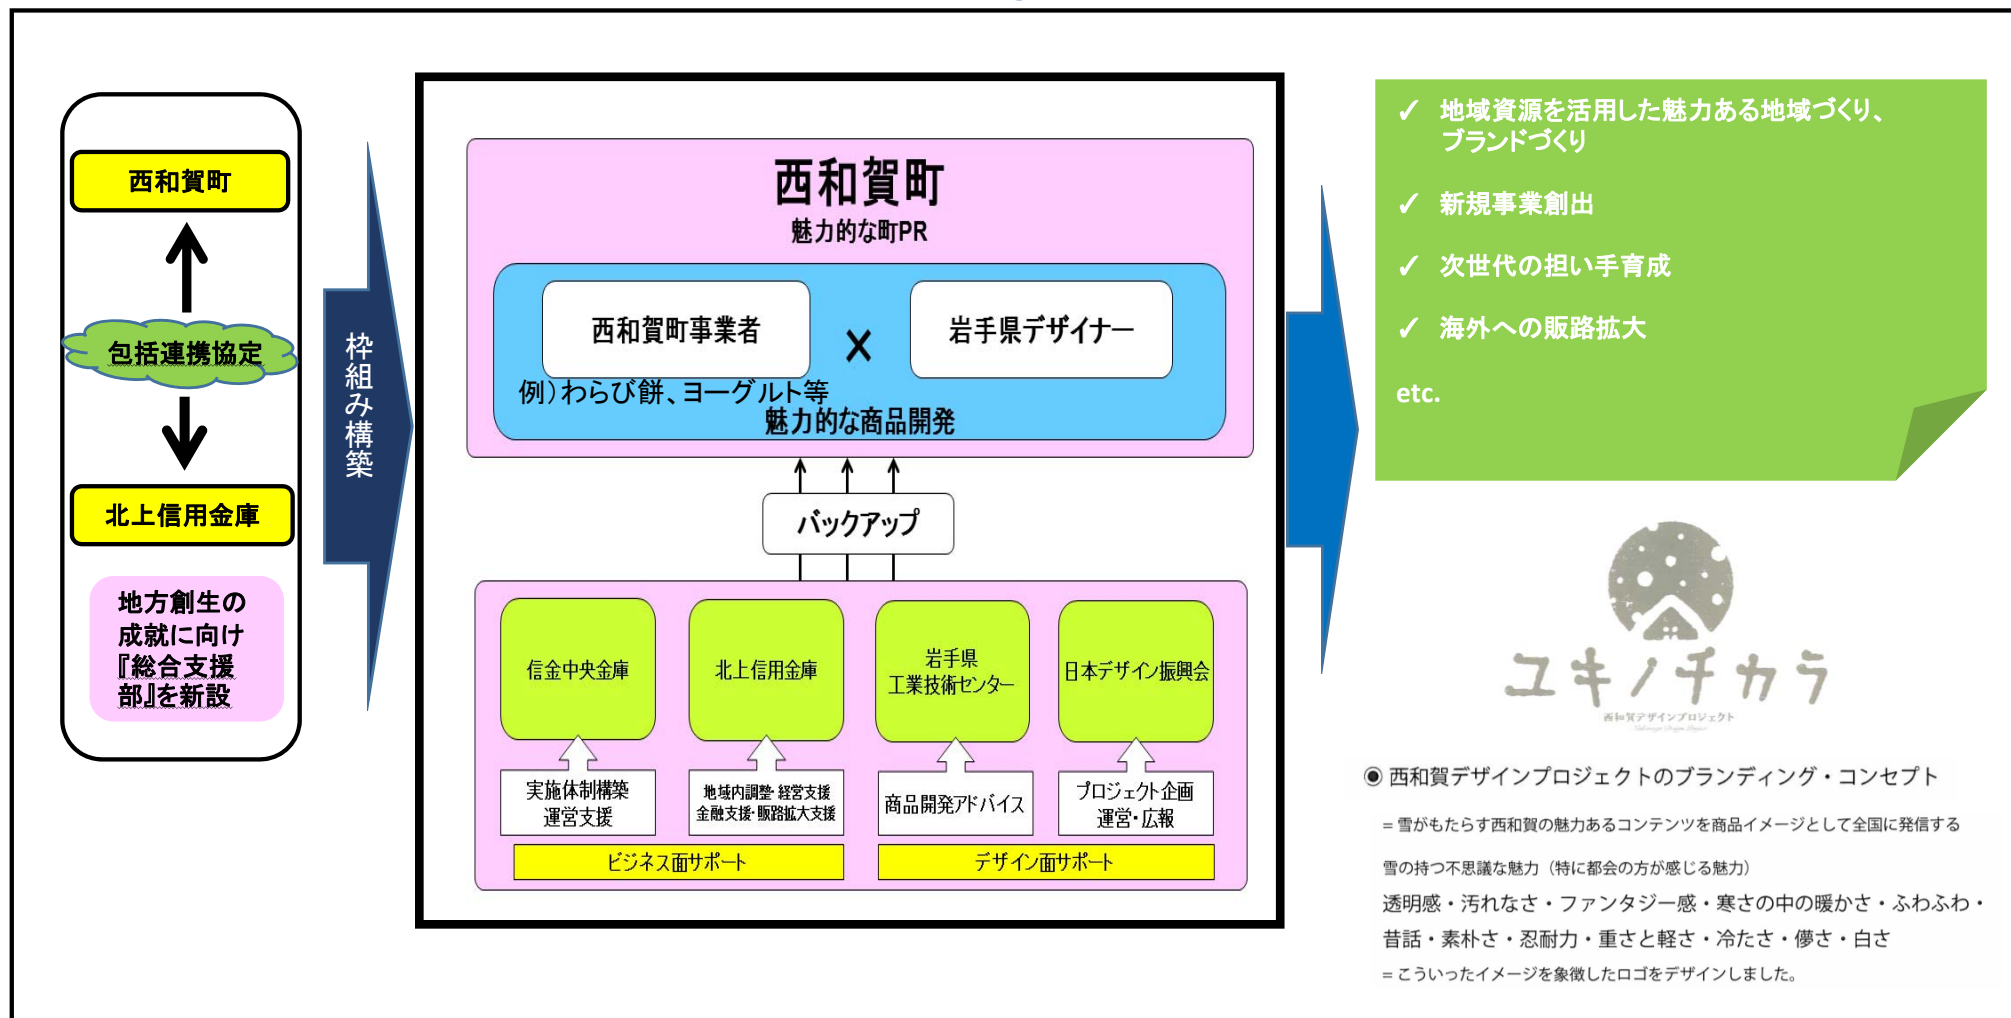 西和賀町
包括連携協定
北上信用金庫
地方創生の
成就に向け
『総合支援
部』を新設
枠組み構築
西和賀町
魅力的な町PR
西和賀町事業者
×
岩手県デザイナー
例）わらび餅、ヨーグルト等
魅力的な商品開発
バックアップ
信金中央金庫
北上信用金庫
岩手県
工業技術センター
日本デザイン振興会
実施体制構築
運営支援
地域内調整・経営支援
金融支援・販路拡大支援
商品開発アドバイス
プロジェクト企画
運営・広報
ビジネス面サポート
デザイン面サポート
✓ 地域資源を活用した魅力ある地域づくり、
ブランドづくり
✓ 新規事業創出
✓ 次世代の担い手育成
✓ 海外への販路拡大
etc.
ユキノチカラ
西和賀デザインプロジェクト
Nishiwaga Design Project
◉ 西和賀デザインプロジェクトのブランディング・コンセプト
= 雪がもたらす西和賀の魅力あるコンテンツを商品イメージとして全国に発信する
雪の持つ不思議な魅力（特に都会の方が感じる魅力）
透明感・汚れなさ・ファンタジー感・寒さの中の暖かさ・ふわふわ・
昔話・素朴さ・忍耐力・重さと軽さ・冷たさ・儚さ・白さ
= こういったイメージを象徴したロゴをデザインしました。